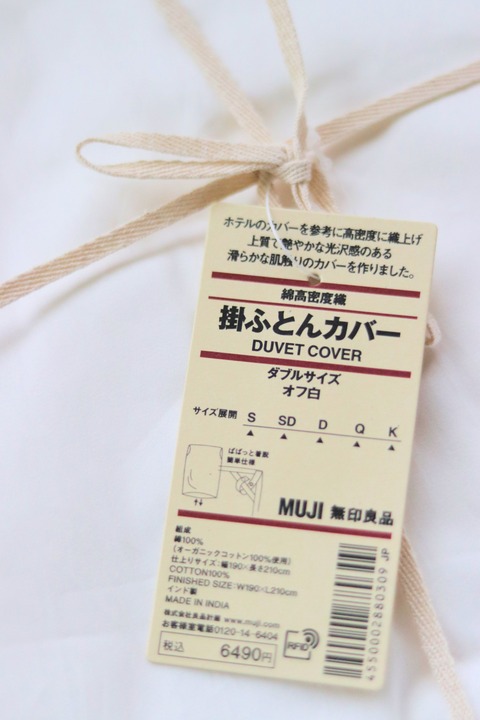 ホテルのカバーを参考に高密度に織上げ
上質で艶やかな光沢感のある
滑らかな肌触りのカバーを作りました。
綿高密度織
掛ふとんカバー
DUVET COVER
ダブルサイズ
オフ白
サイズ展開 S SD D Q K
ぱぱっと着脱
簡単仕様
MUJI 無印良品
組成
綿100%
(オーガニックコットン100%使用)
仕上りサイズ:幅190×長さ210cm
COTTON100%
FINISHED SIZE:W190×L210cm
インド製
MADE IN INDIA
株式会社良品計画 www.muji.com
お客様室電話0120-14-6404
税込 6490円
RFID
4550002880309 JP